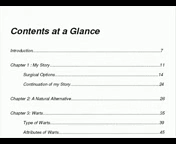 Contents at a Glance
Introduction.....................7
Chapter 1 : My Story.....................11
Surgical Options.....................14
Continuation of my Story.....................24
Chapter 2: A Natural Alternative.....................26
Chapter 3: Warts.....................35
Type of Warts.....................39
Attributes of Warts.....................45